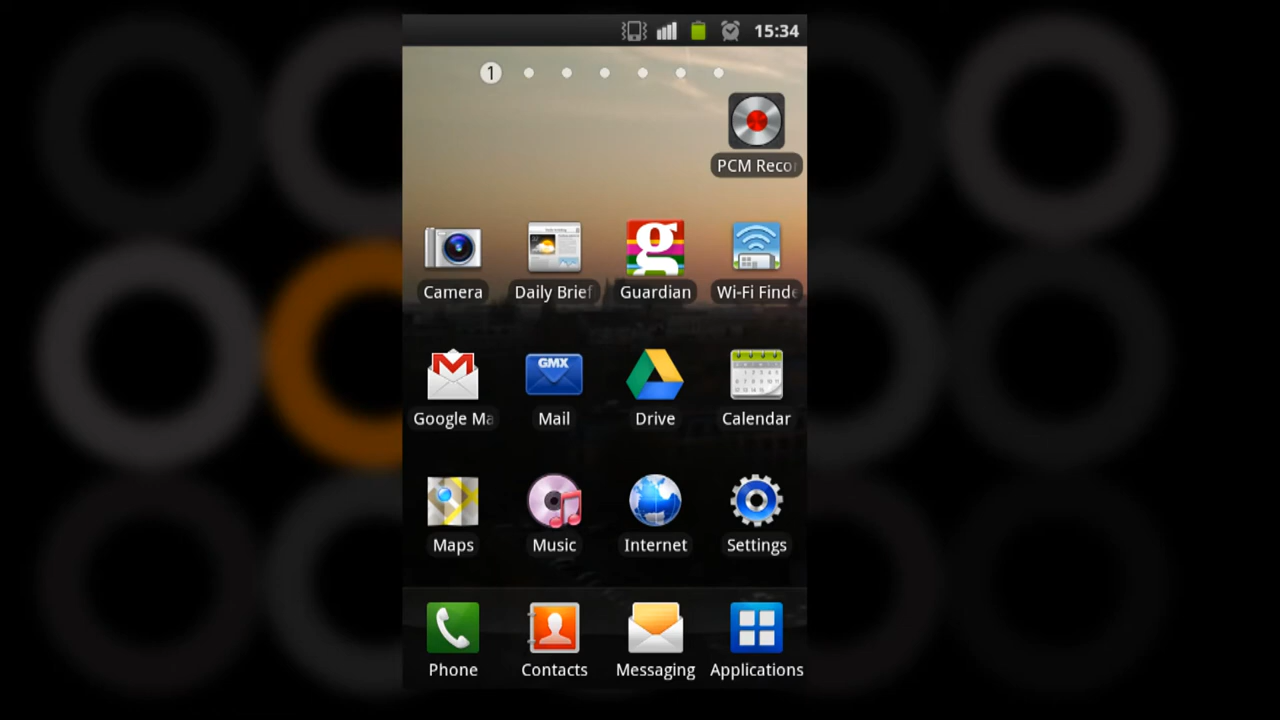 15:34
1
PCM Reco
Camera
Daily Brief
g
Guardian
Wi-Fi Finde
Google Ma
GMX
Mail
Drive
Calendar
Maps
Music
Internet
Settings
Phone
Contacts
Messaging
Applications